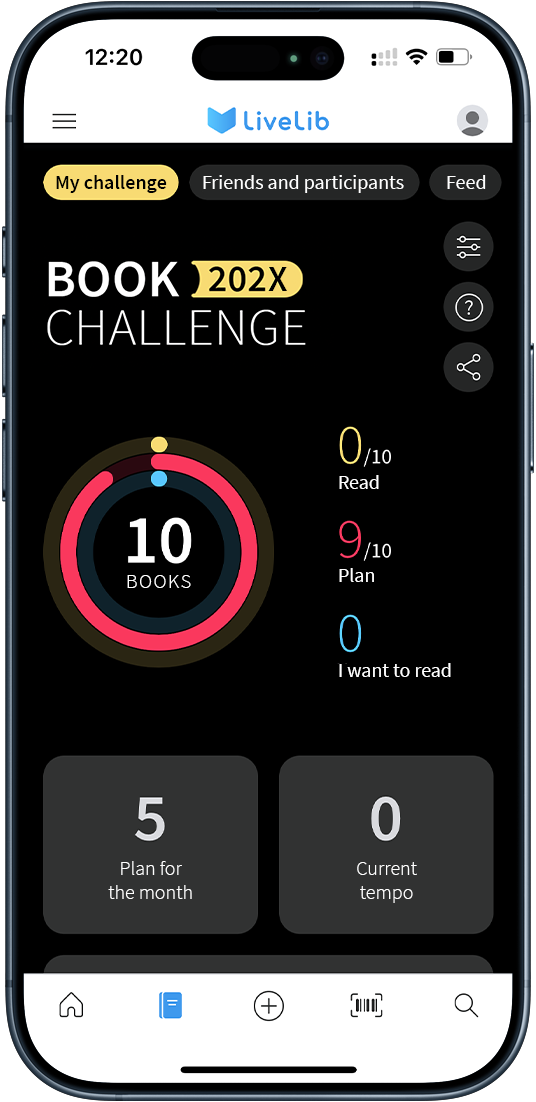 12:20
LiveLib
My challenge
Friends and participants
Feed
BOOK 202X
CHALLENGE
?
0/10
Read
9/10
Plan
0
I want to read
10
BOOKS
5
Plan for
the month
0
Current
tempo